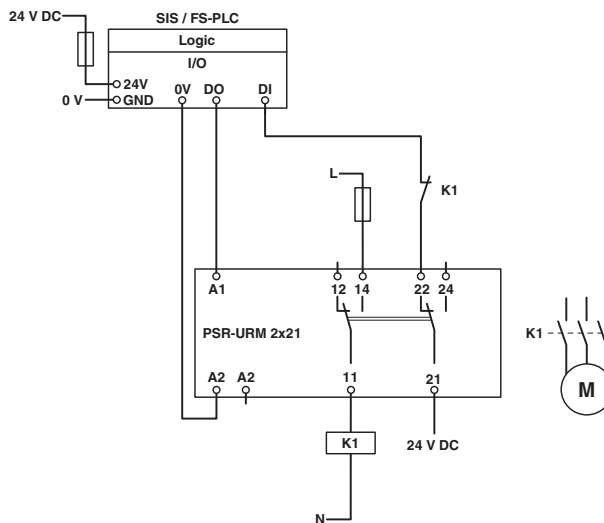 SIS / FS-PLC
24 V DC
Logic
I/O
24V
0V DO DI
0 V GND
L
K1
A1 12 14 22 24
PSR-URM 2x21
K1
A2 A2 11 21
M
K1 24 V DC
N